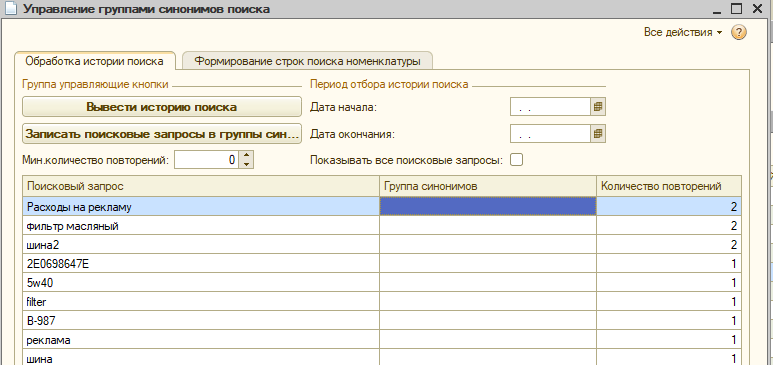 Управление группами синонимов поиска
Все действия
Обработка истории поиска
Формирование строк поиска номенклатуры
Группа управляющие кнопки
Период отбора истории поиска
Вывести историю поиска
Дата начала: . .
Записать поисковые запросы в группы син...
Дата окончания: . .
Мин.количество повторений: 0
Показывать все поисковые запросы:
Поисковый запрос Группа синонимов Количество повторений
Расходы на рекламу 2
фильтр масляный 2
шина2 2
2E0698647E 1
5w40 1
filter 1
B-987 1
реклама 1
шина 1